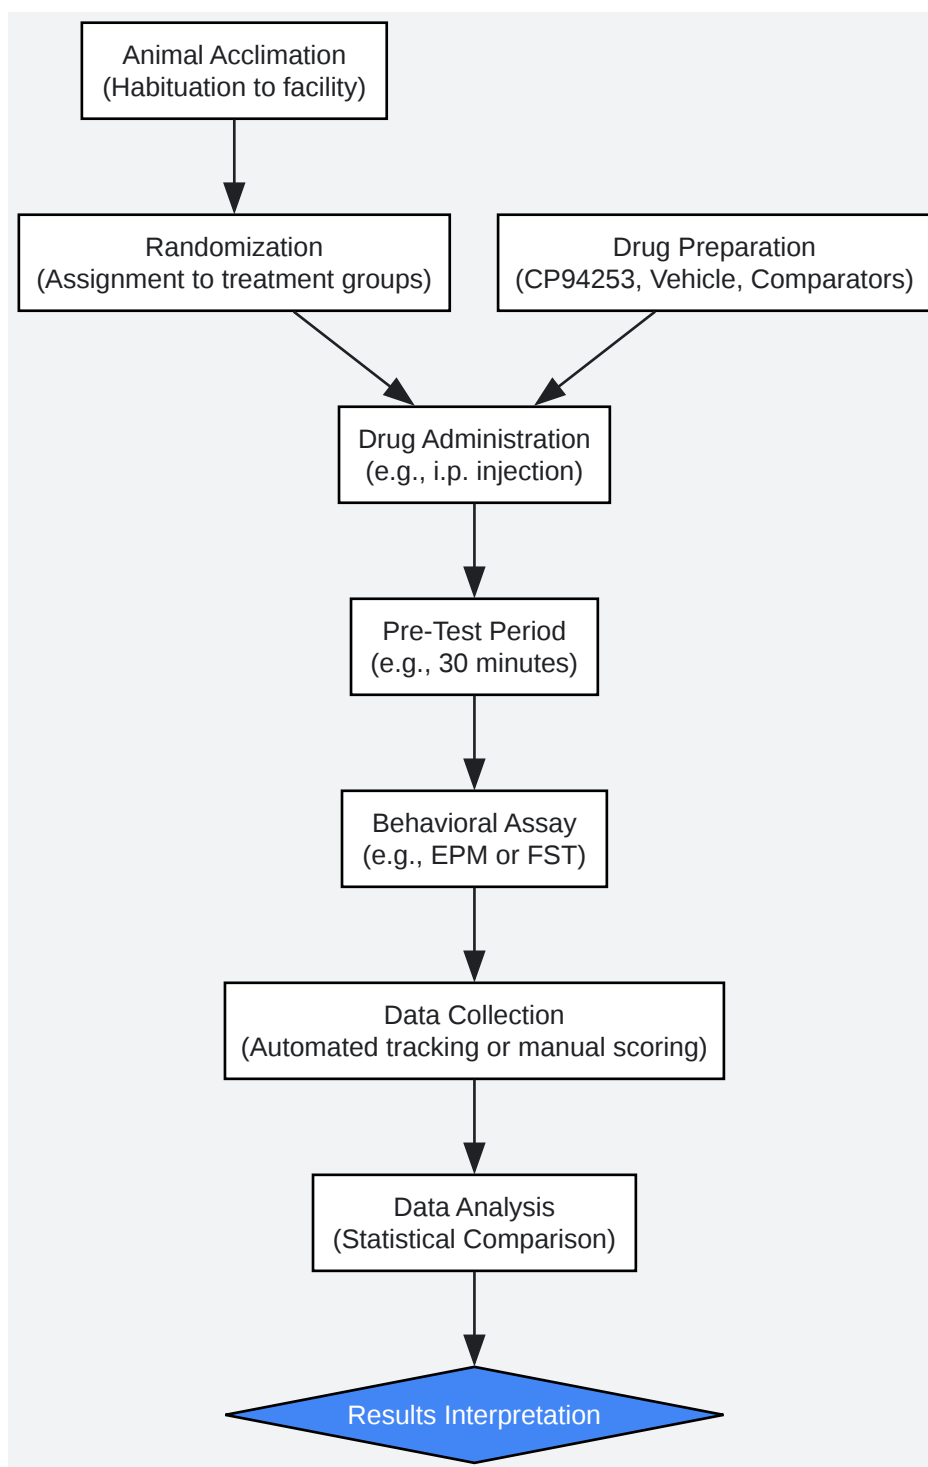 Animal Acclimation
(Habituation to facility)
Randomization
(Assignment to treatment groups)
Drug Preparation
(CP94253, Vehicle, Comparators)
Drug Administration
(e.g., i.p. injection)
Pre-Test Period
(e.g., 30 minutes)
Behavioral Assay
(e.g., EPM or FST)
Data Collection
(Automated tracking or manual scoring)
Data Analysis
(Statistical Comparison)
Results Interpretation